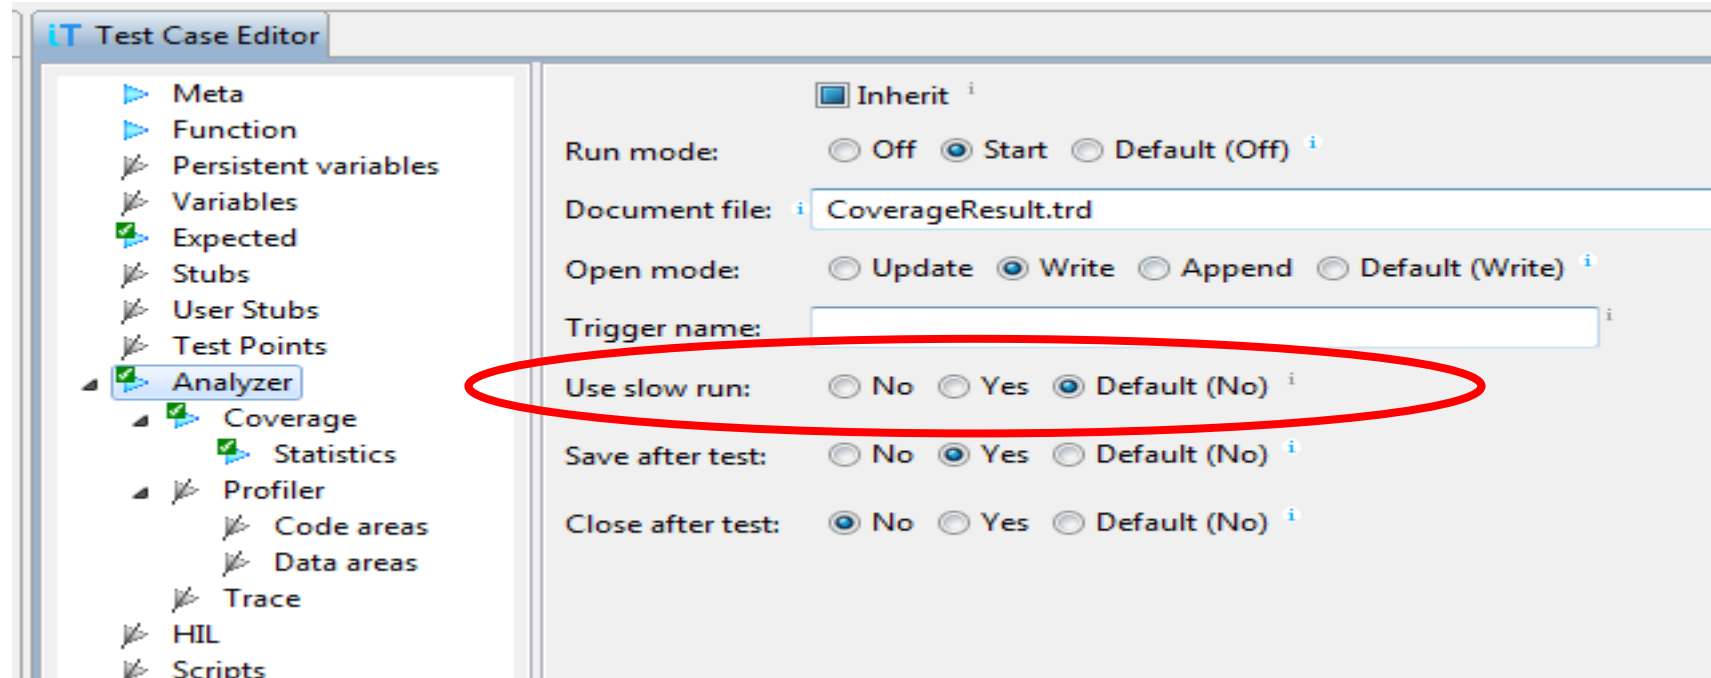 iT Test Case Editor
Meta
Function
Persistent variables
Variables
Expected
Stubs
User Stubs
Test Points
Analyzer
Coverage
Statistics
Profiler
Code areas
Data areas
Trace
HIL
Scripts
Inherit i
Run mode: Off Start Default (Off) i
Document file: i CoverageResult.trd
Open mode: Update Write Append Default (Write) i
Trigger name: i
Use slow run: No Yes Default (No) i
Save after test: No Yes Default (No) i
Close after test: No Yes Default (No) i